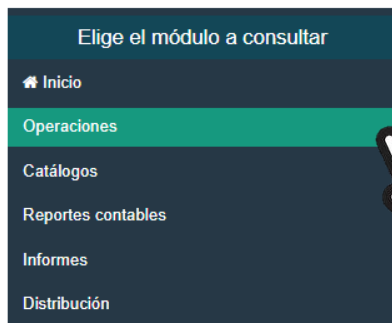 Elige el módulo a consultar
Inicio
Operaciones
Catálogos
Reportes contables
Informes
Distribución